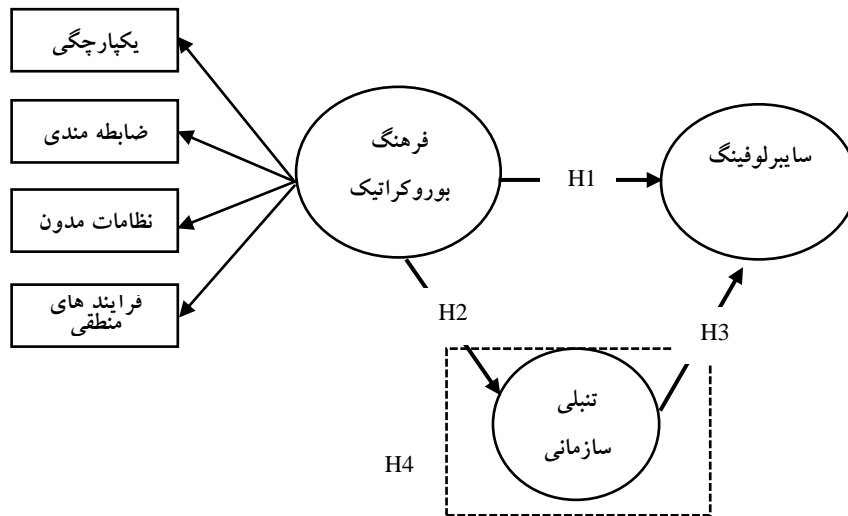 یکپارچگی
ضابطه مندی
نظامات مدون
فرایند های
منطقی
فرهنگ
بوروکراتیک
سایبرلوفینگ
H1
H2
H3
تنبلی
سازمانی
H4